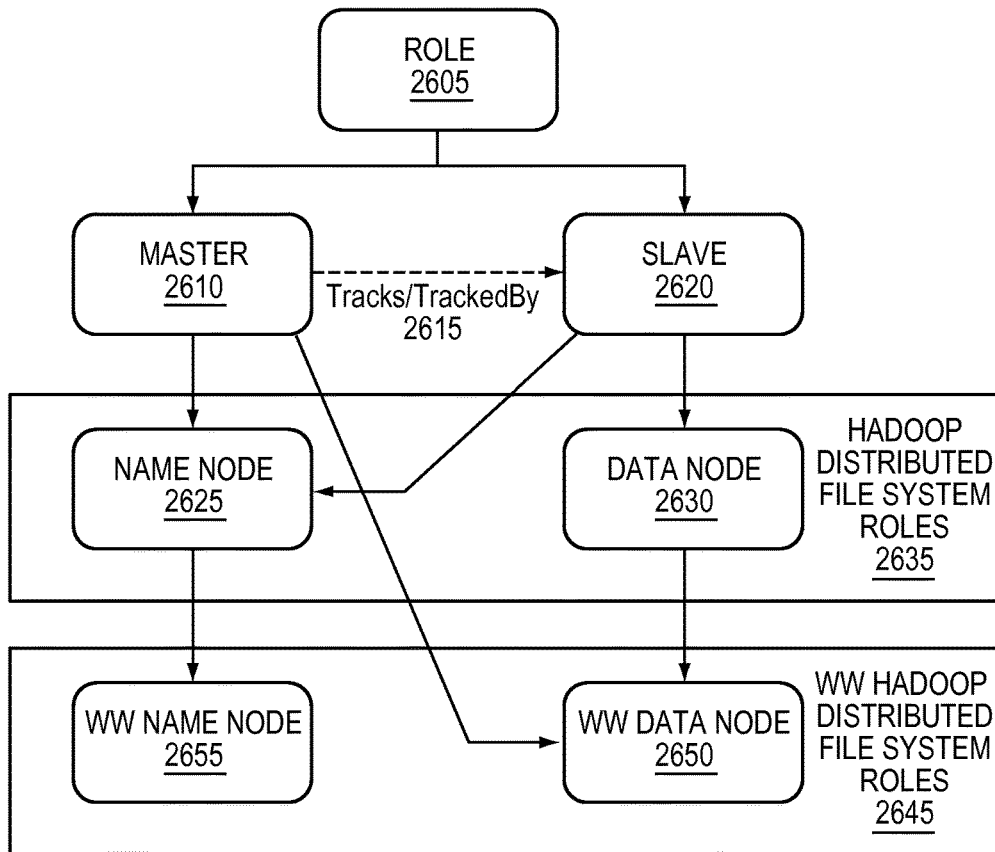 ROLE
2605
MASTER
2610
Tracks/TrackedBy
2615
SLAVE
2620
NAME NODE
2625
DATA NODE
2630
HADOOP
DISTRIBUTED
FILE SYSTEM
ROLES
2635
WW NAME NODE
2655
WW DATA NODE
2650
WW HADOOP
DISTRIBUTED
FILE SYSTEM
ROLES
2645